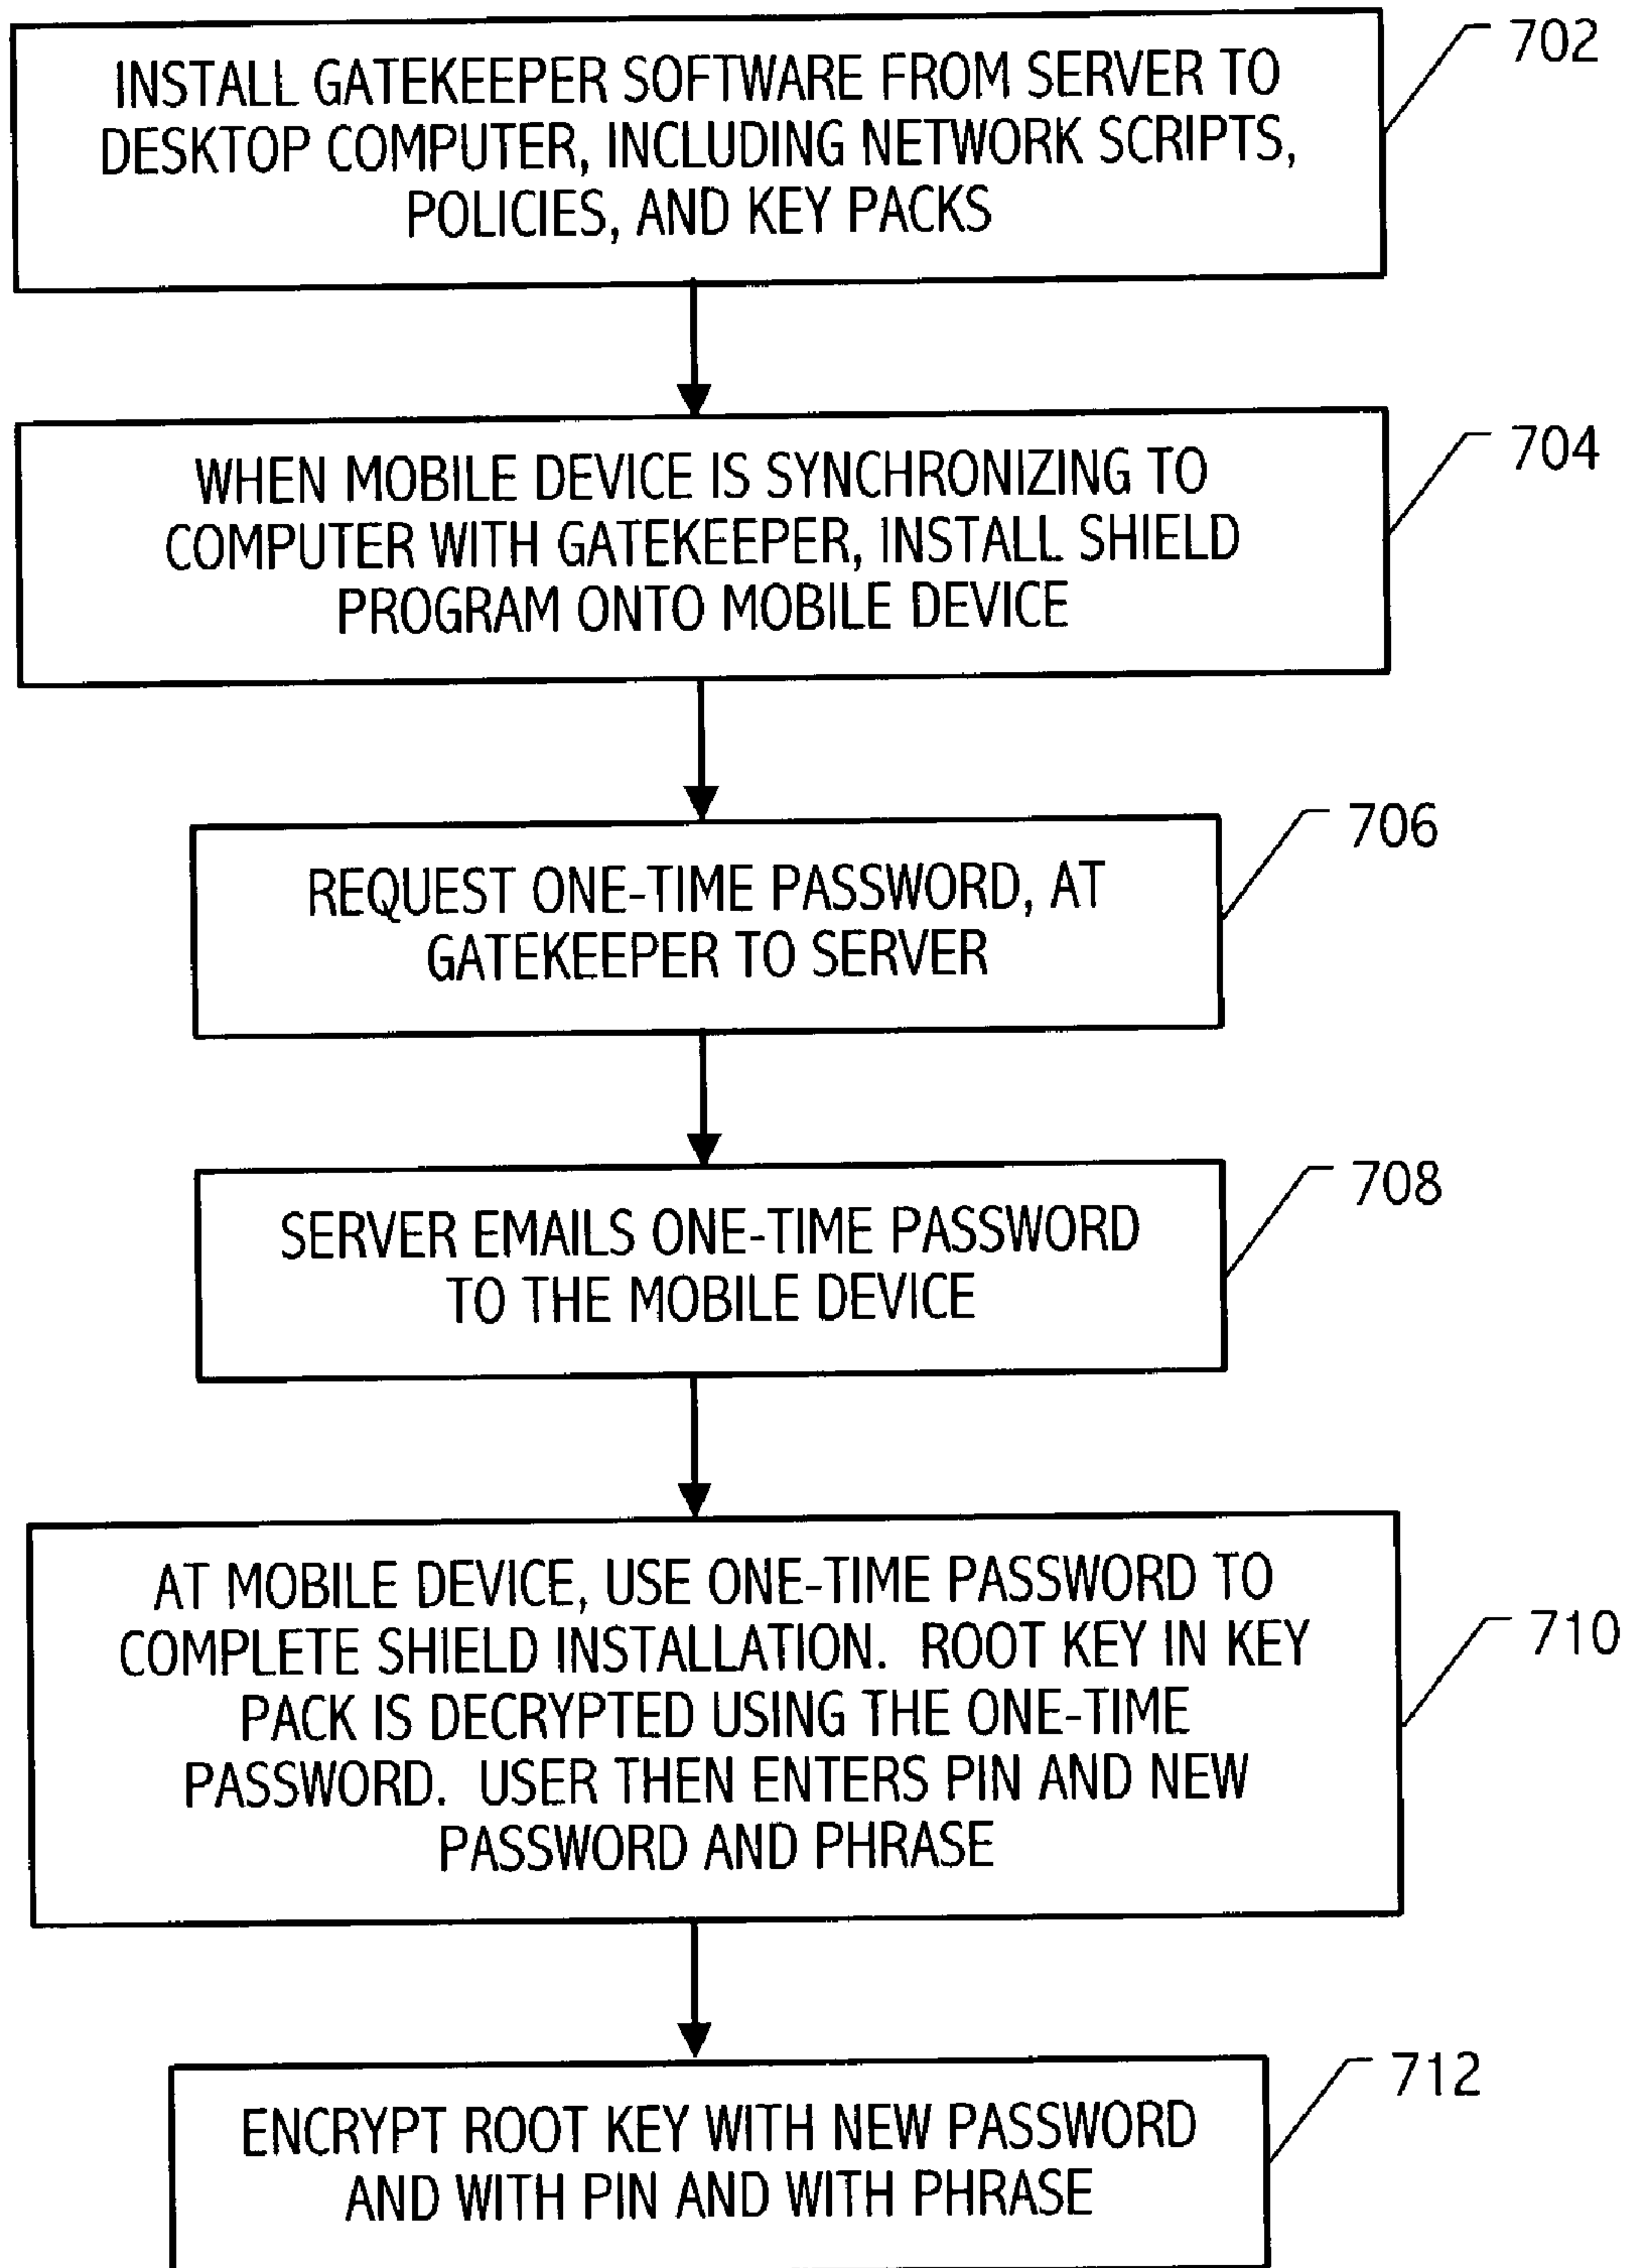 702
INSTALL GATEKEEPER SOFTWARE FROM SERVER TO
DESKTOP COMPUTER, INCLUDING NETWORK SCRIPTS,
POLICIES, AND KEY PACKS
704
WHEN MOBILE DEVICE IS SYNCHRONIZING TO
COMPUTER WITH GATEKEEPER, INSTALL SHIELD
PROGRAM ONTO MOBILE DEVICE
706
REQUEST ONE-TIME PASSWORD, AT
GATEKEEPER TO SERVER
708
SERVER EMAILS ONE-TIME PASSWORD
TO THE MOBILE DEVICE
710
AT MOBILE DEVICE, USE ONE-TIME PASSWORD TO
COMPLETE SHIELD INSTALLATION. ROOT KEY IN KEY
PACK IS DECRYPTED USING THE ONE-TIME
PASSWORD. USER THEN ENTERS PIN AND NEW
PASSWORD AND PHRASE
712
ENCRYPT ROOT KEY WITH NEW PASSWORD
AND WITH PIN AND WITH PHRASE